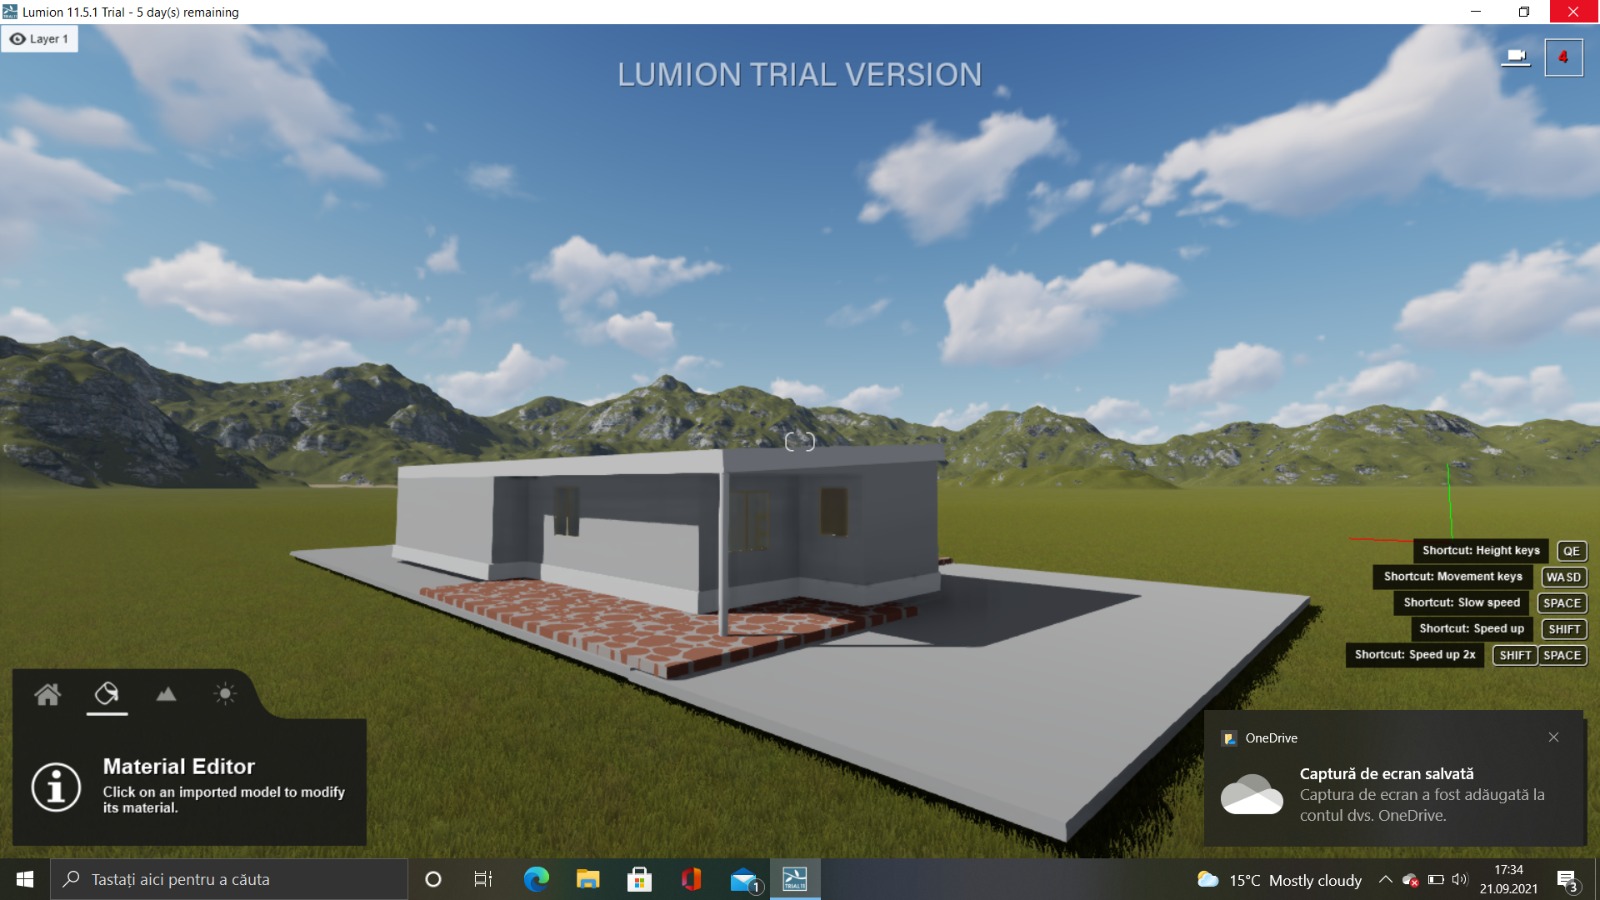 Lumion 11.5.1 Trial - 5 day(s) remaining
Layer 1
LUMION TRIAL VERSION
4
Shortcut: Height keys QE
Shortcut: Movement keys WASD
Shortcut: Slow speed SPACE
Shortcut: Speed up SHIFT
Shortcut: Speed up 2x SHIFT SPACE
Material Editor
Click on an imported model to modify
its material.
OneDrive
Captură de ecran salvată
Captura de ecran a fost adăugată la
contul dvs. OneDrive.
Tastați aici pentru a căuta
1
TRIAL
15°C Mostly cloudy
17:34
21.09.2021
3